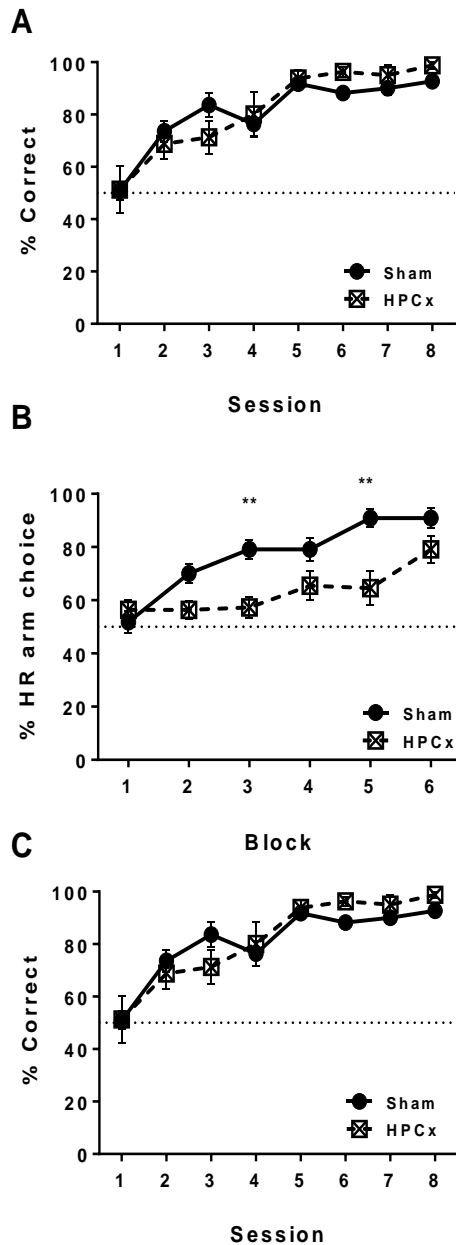 A
100
80
60
40
20
0
% Correct
Sham
HPCx
1 2 3 4 5 6 7 8
Session
B
** **
100
80
60
40
20
0
% HR arm choice
Sham
HPCx
1 2 3 4 5 6
Block
C
100
80
60
40
20
0
% Correct
Sham
HPCx
1 2 3 4 5 6 7 8
Session